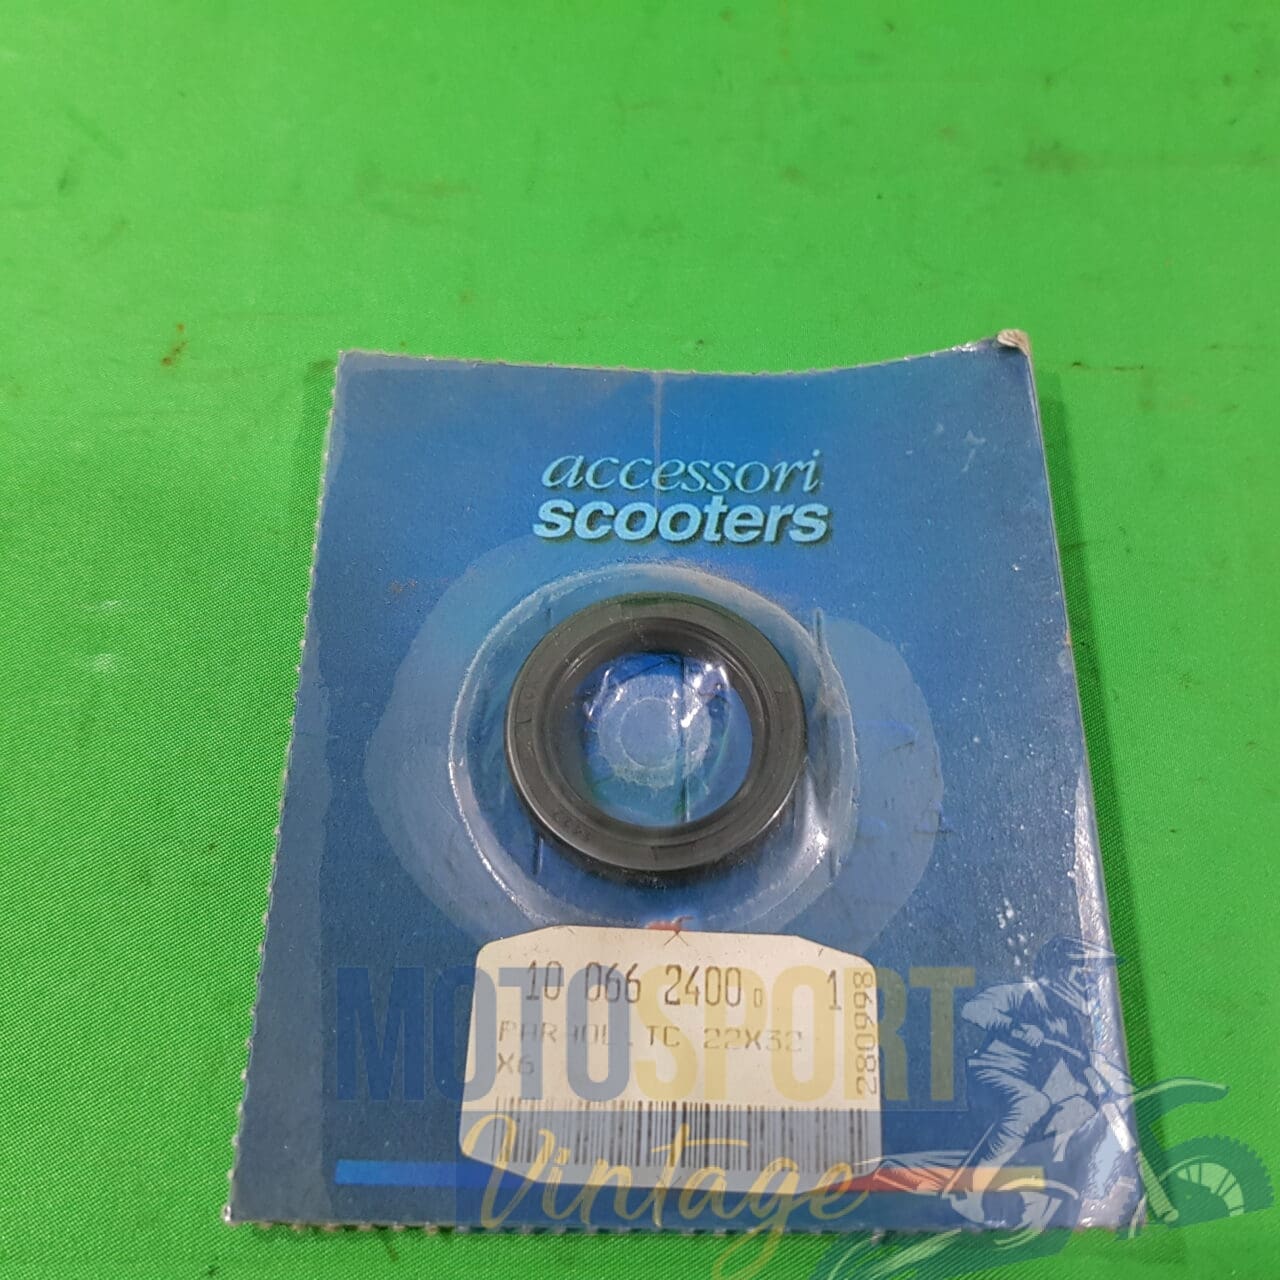 accessori
scooters
10 066 2400 0 1
PARAOL. TC 22X32
X6
280998
MOTOSPORT
Vintage